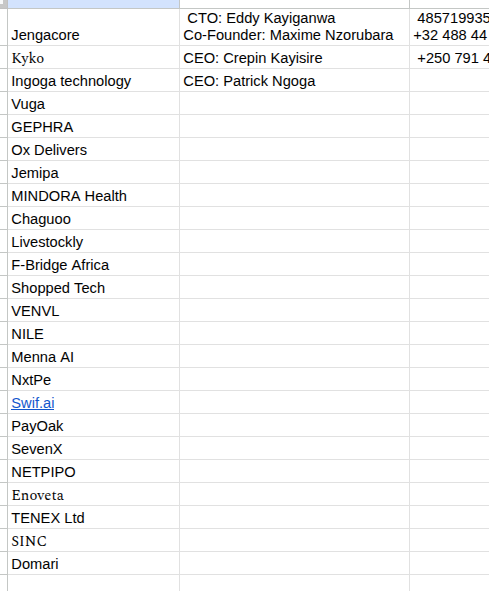 CTO: Eddy Kayiganwa 485719935
Jengacore Co-Founder: Maxime Nzorubara +32 488 44
Kyko CEO: Crepin Kayisire +250 791 4
Ingoga technology CEO: Patrick Ngoga
Vuga
GEPHRA
Ox Delivers
Jemipa
MINDORA Health
Chaguoo
Livestockly
F-Bridge Africa
Shopped Tech
VENVL
NILE
Menna AI
NxtPe
Swif.ai
PayOak
SevenX
NETPIPO
Enoveta
TENEX Ltd
SINC
Domari